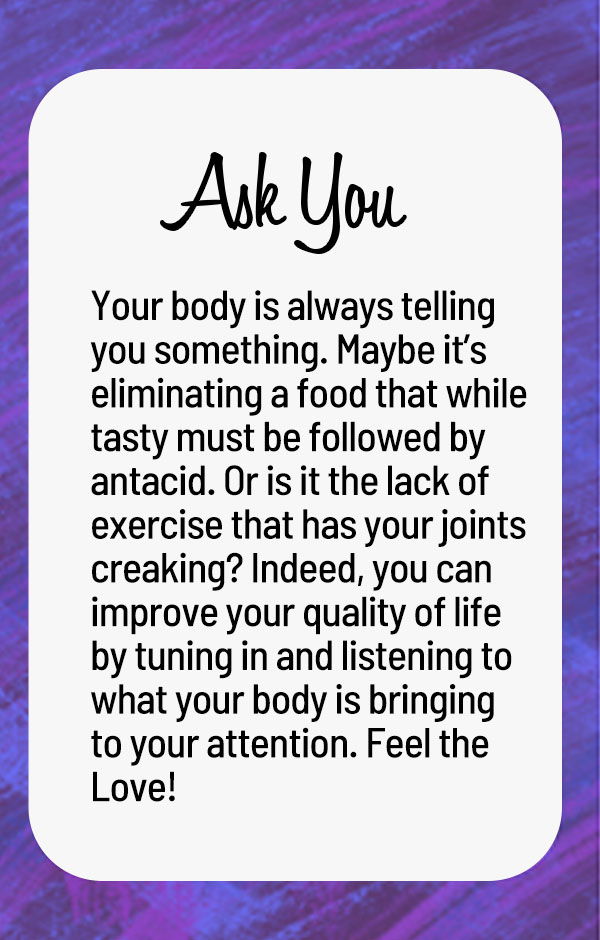 Ask You
Your body is always telling
you something. Maybe it’s
eliminating a food that while
tasty must be followed by
antacid. Or is it the lack of
exercise that has your joints
creaking? Indeed, you can
improve your quality of life
by tuning in and listening to
what your body is bringing
to your attention. Feel the
Love!